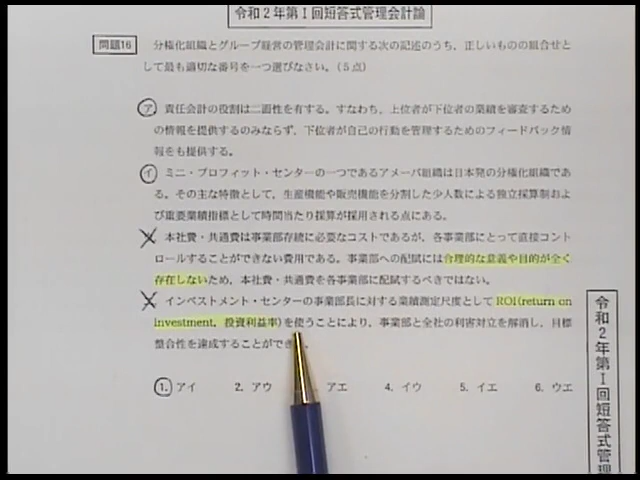 令和2年第Ⅰ回短答式管理会計論
問題16 分権化組織とグループ経営の管理会計に関する次の記述のうち，正しいものの組合せと
して最も適切な番号を一つ選びなさい。（５点）
ア 責任会計の役割は二面性を有する。すなわち，上位者が下位者の業績を審査するため
の情報を提供するのみならず，下位者が自己の行動を管理するためのフィードバック情
報をも提供する。
イ ミニ・プロフィット・センターの一つであるアメーバ組織は日本発の分権化組織であ
る。その主な特徴として，生産機能や販売機能を分割した少人数による独立採算制およ
び重要業績指標として時間当たり採算が採用される点にある。
本社費・共通費は事業部存続に必要なコストであるが，各事業部にとって直接コント
ロールすることができない費用である。事業部への配賦には合理的な意義や目的が全く
存在しないため，本社費・共通費を各事業部に配賦するべきではない。
インベストメント・センターの事業部長に対する業績測定尺度として ROI(return on
investment，投資利益率)を使うことにより，事業部と全社の利害対立を解消し，目標
整合性を達成することができ
1. アイ 2. アウ アエ 4. イウ 5. イエ 6. ウエ
令和2年第Ⅰ回短答式管理